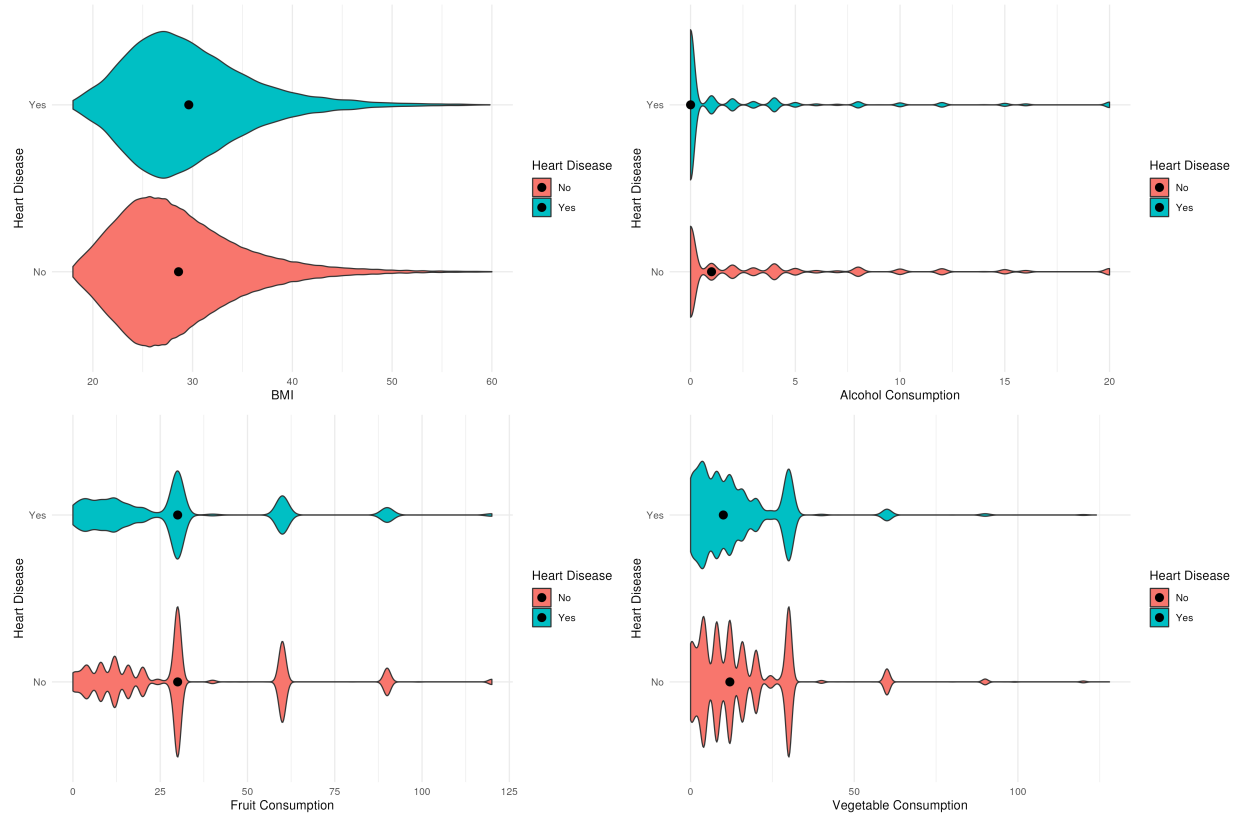 Heart Disease
Yes
No
20
30
40
50
60
BMI
Heart Disease
No
Yes
Heart Disease
Yes
No
0
5
10
15
20
Alcohol Consumption
Heart Disease
No
Yes
Heart Disease
Yes
No
0
25
50
75
100
125
Fruit Consumption
Heart Disease
No
Yes
Heart Disease
Yes
No
0
50
100
Vegetable Consumption
Heart Disease
No
Yes